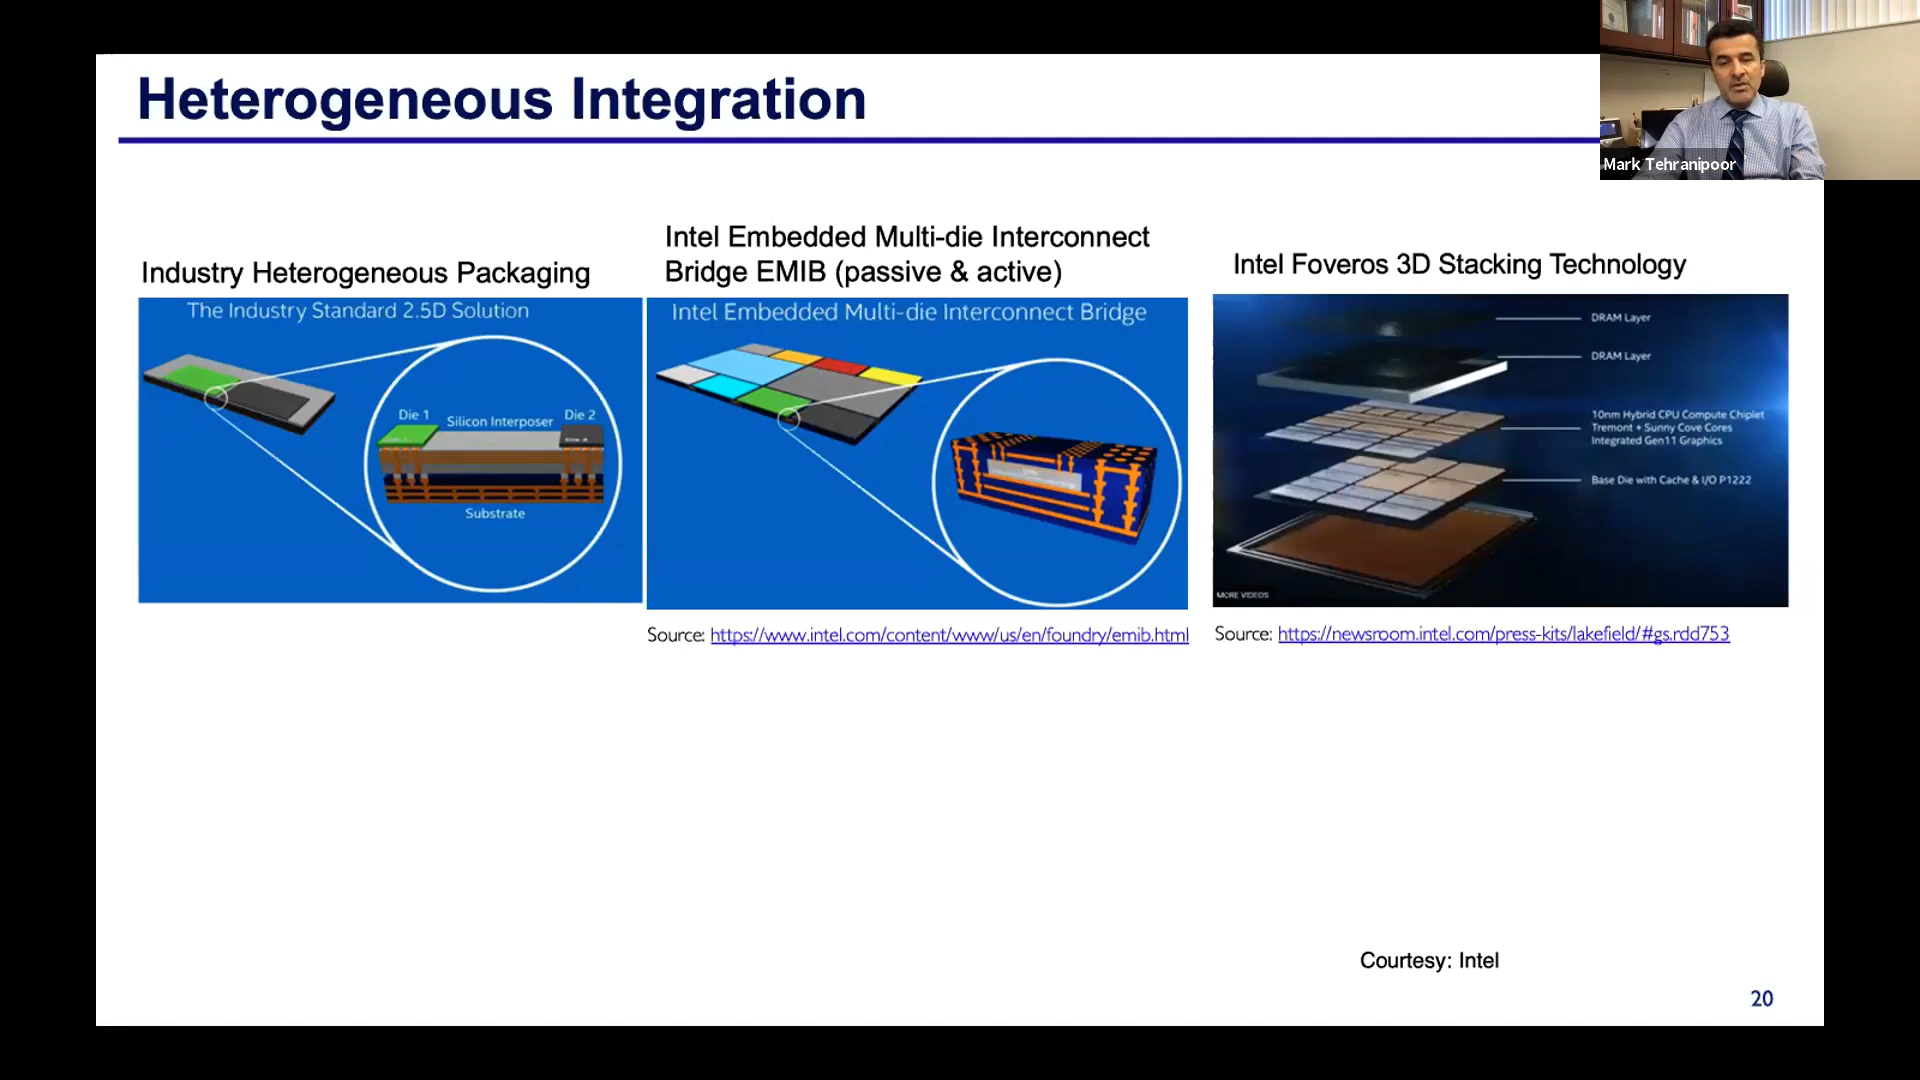 Heterogeneous Integration
Mark Tehranipoor
Industry Heterogeneous Packaging
The Industry Standard 2.5D Solution
Die 1
Silicon Interposer
Die 2
Substrate
Intel Embedded Multi-die Interconnect
Bridge EMIB (passive & active)
Intel Embedded Multi-die Interconnect Bridge
Source: https://www.intel.com/content/www/us/en/foundry/emib.html
Intel Foveros 3D Stacking Technology
DRAM Layer
DRAM Layer
10nm Hybrid CPU Compute Chiplet
Tremont + Sunny Cove Cores
Integrated Gen11 Graphics
Base Die with Cache & I/O P1222
MORE VIDEOS
Source: https://newsroom.intel.com/press-kits/lakefield/#gs.rdd753
Courtesy: Intel
20